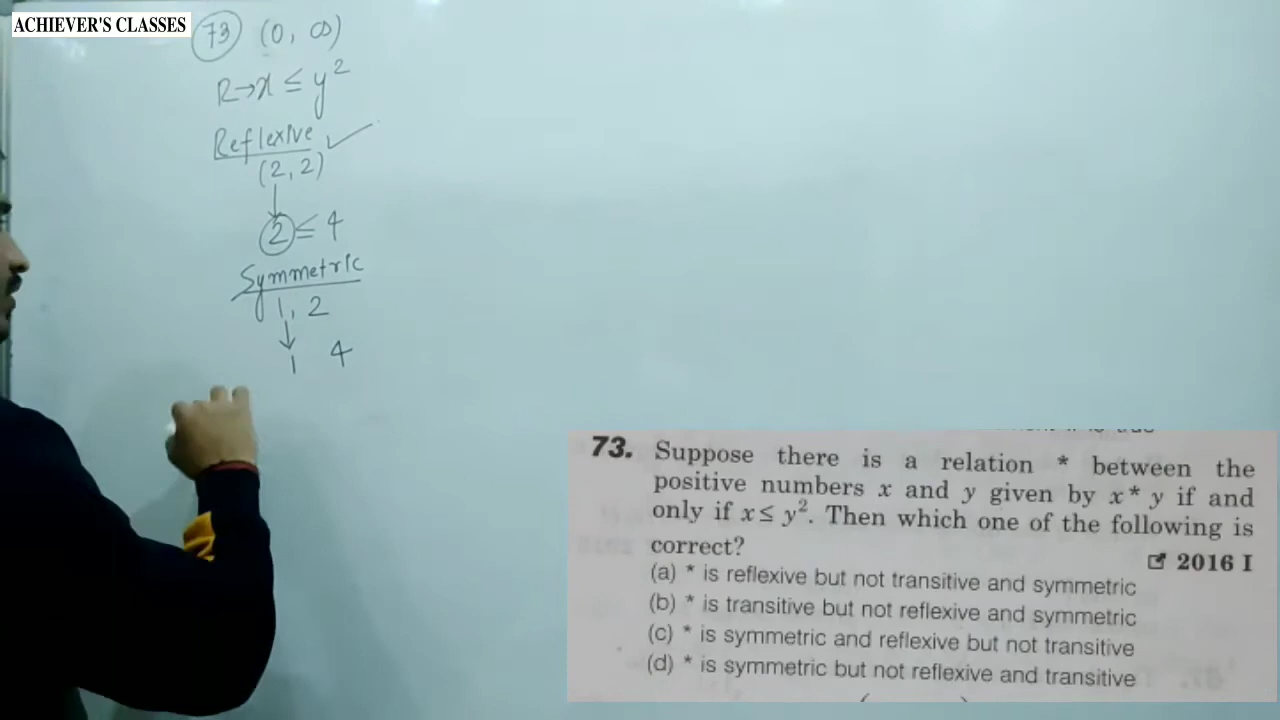 ACHIEVER'S CLASSES
73 (0, ∞)
R→x ≤ y²
Reflexive ✓
(2, 2)
↓
2 ≤ 4
Symmetric
1, 2
↓
1 4
73. Suppose there is a relation * between the
positive numbers x and y given by x * y if and
only if x ≤ y². Then which one of the following is
correct?
2016 I
(a) * is reflexive but not transitive and symmetric
(b) * is transitive but not reflexive and symmetric
(c) * is symmetric and reflexive but not transitive
(d) * is symmetric but not reflexive and transitive